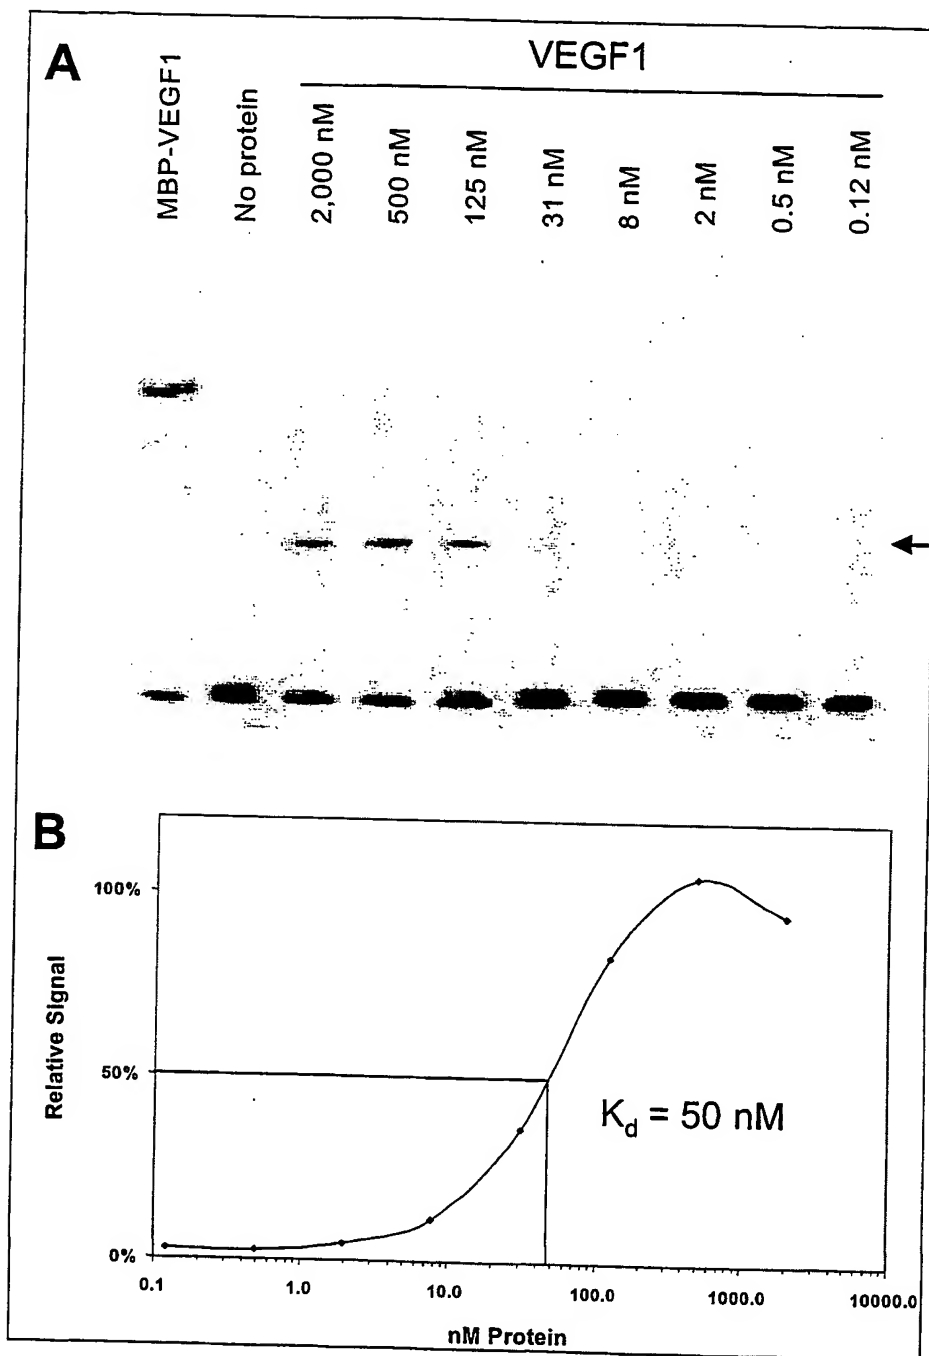 A
VEGF1
MBP-VEGF1
No protein
2,000 nM
500 nM
125 nM
31 nM
8 nM
2 nM
0.5 nM
0.12 nM
B
100%
50%
0%
Relative Signal
K_d = 50 nM
0.1 1.0 10.0 100.0 1000.0 10000.0
nM Protein